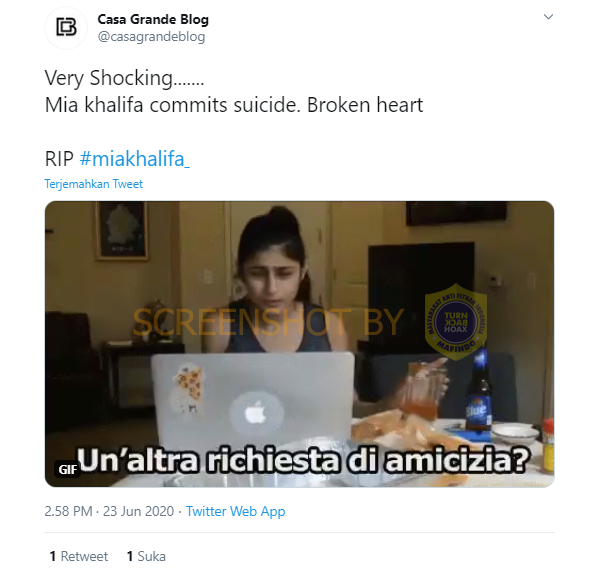 Casa Grande Blog
@casagrandeblog
Very Shocking.......
Mia khalifa commits suicide. Broken heart
RIP #miakhalifa_
Terjemahkan Tweet
SCREENSHOT BY
MASYARAKAT ANTI FITNAH INDONESIA
TURN
BACK
HOAX
MAFINDO
Blue
GIF
Un'altra richiesta di amicizia?
2.58 PM · 23 Jun 2020 · Twitter Web App
1 Retweet 1 Suka